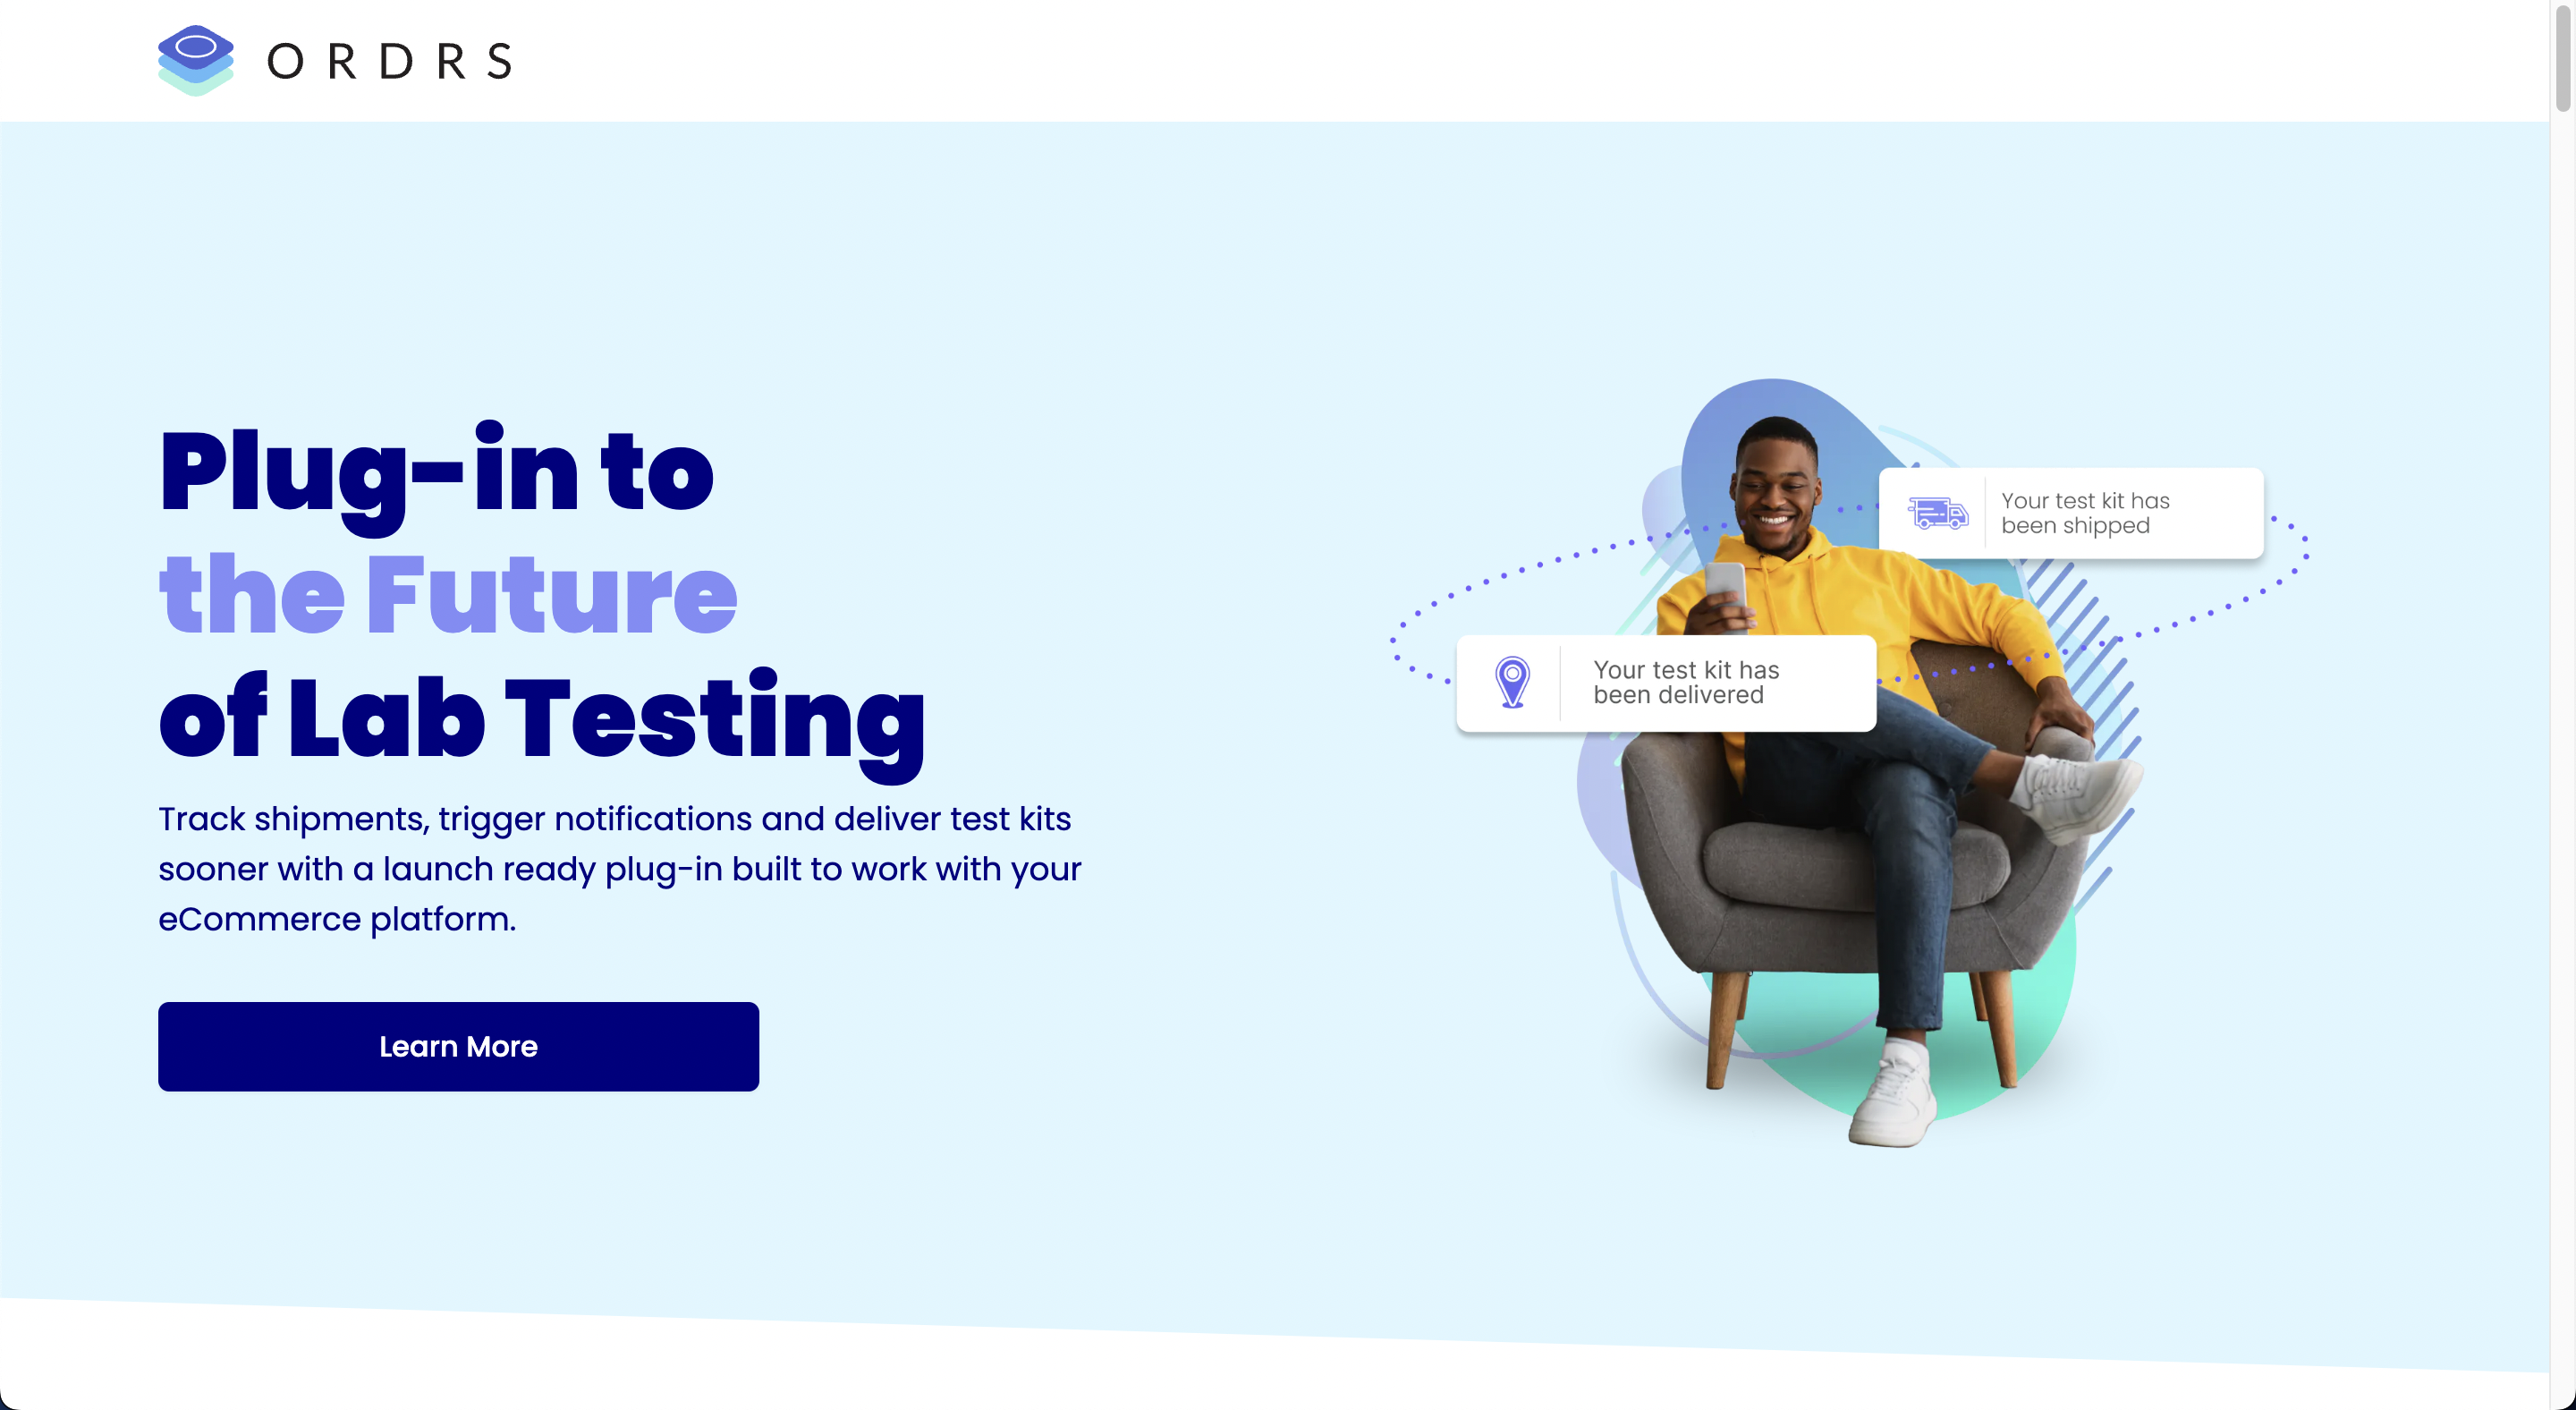 ORDRS
Plug-in to
the Future
of Lab Testing
Track shipments, trigger notifications and deliver test kits
sooner with a launch ready plug-in built to work with your
eCommerce platform.
Learn More
Your test kit has
been shipped
Your test kit has
been delivered